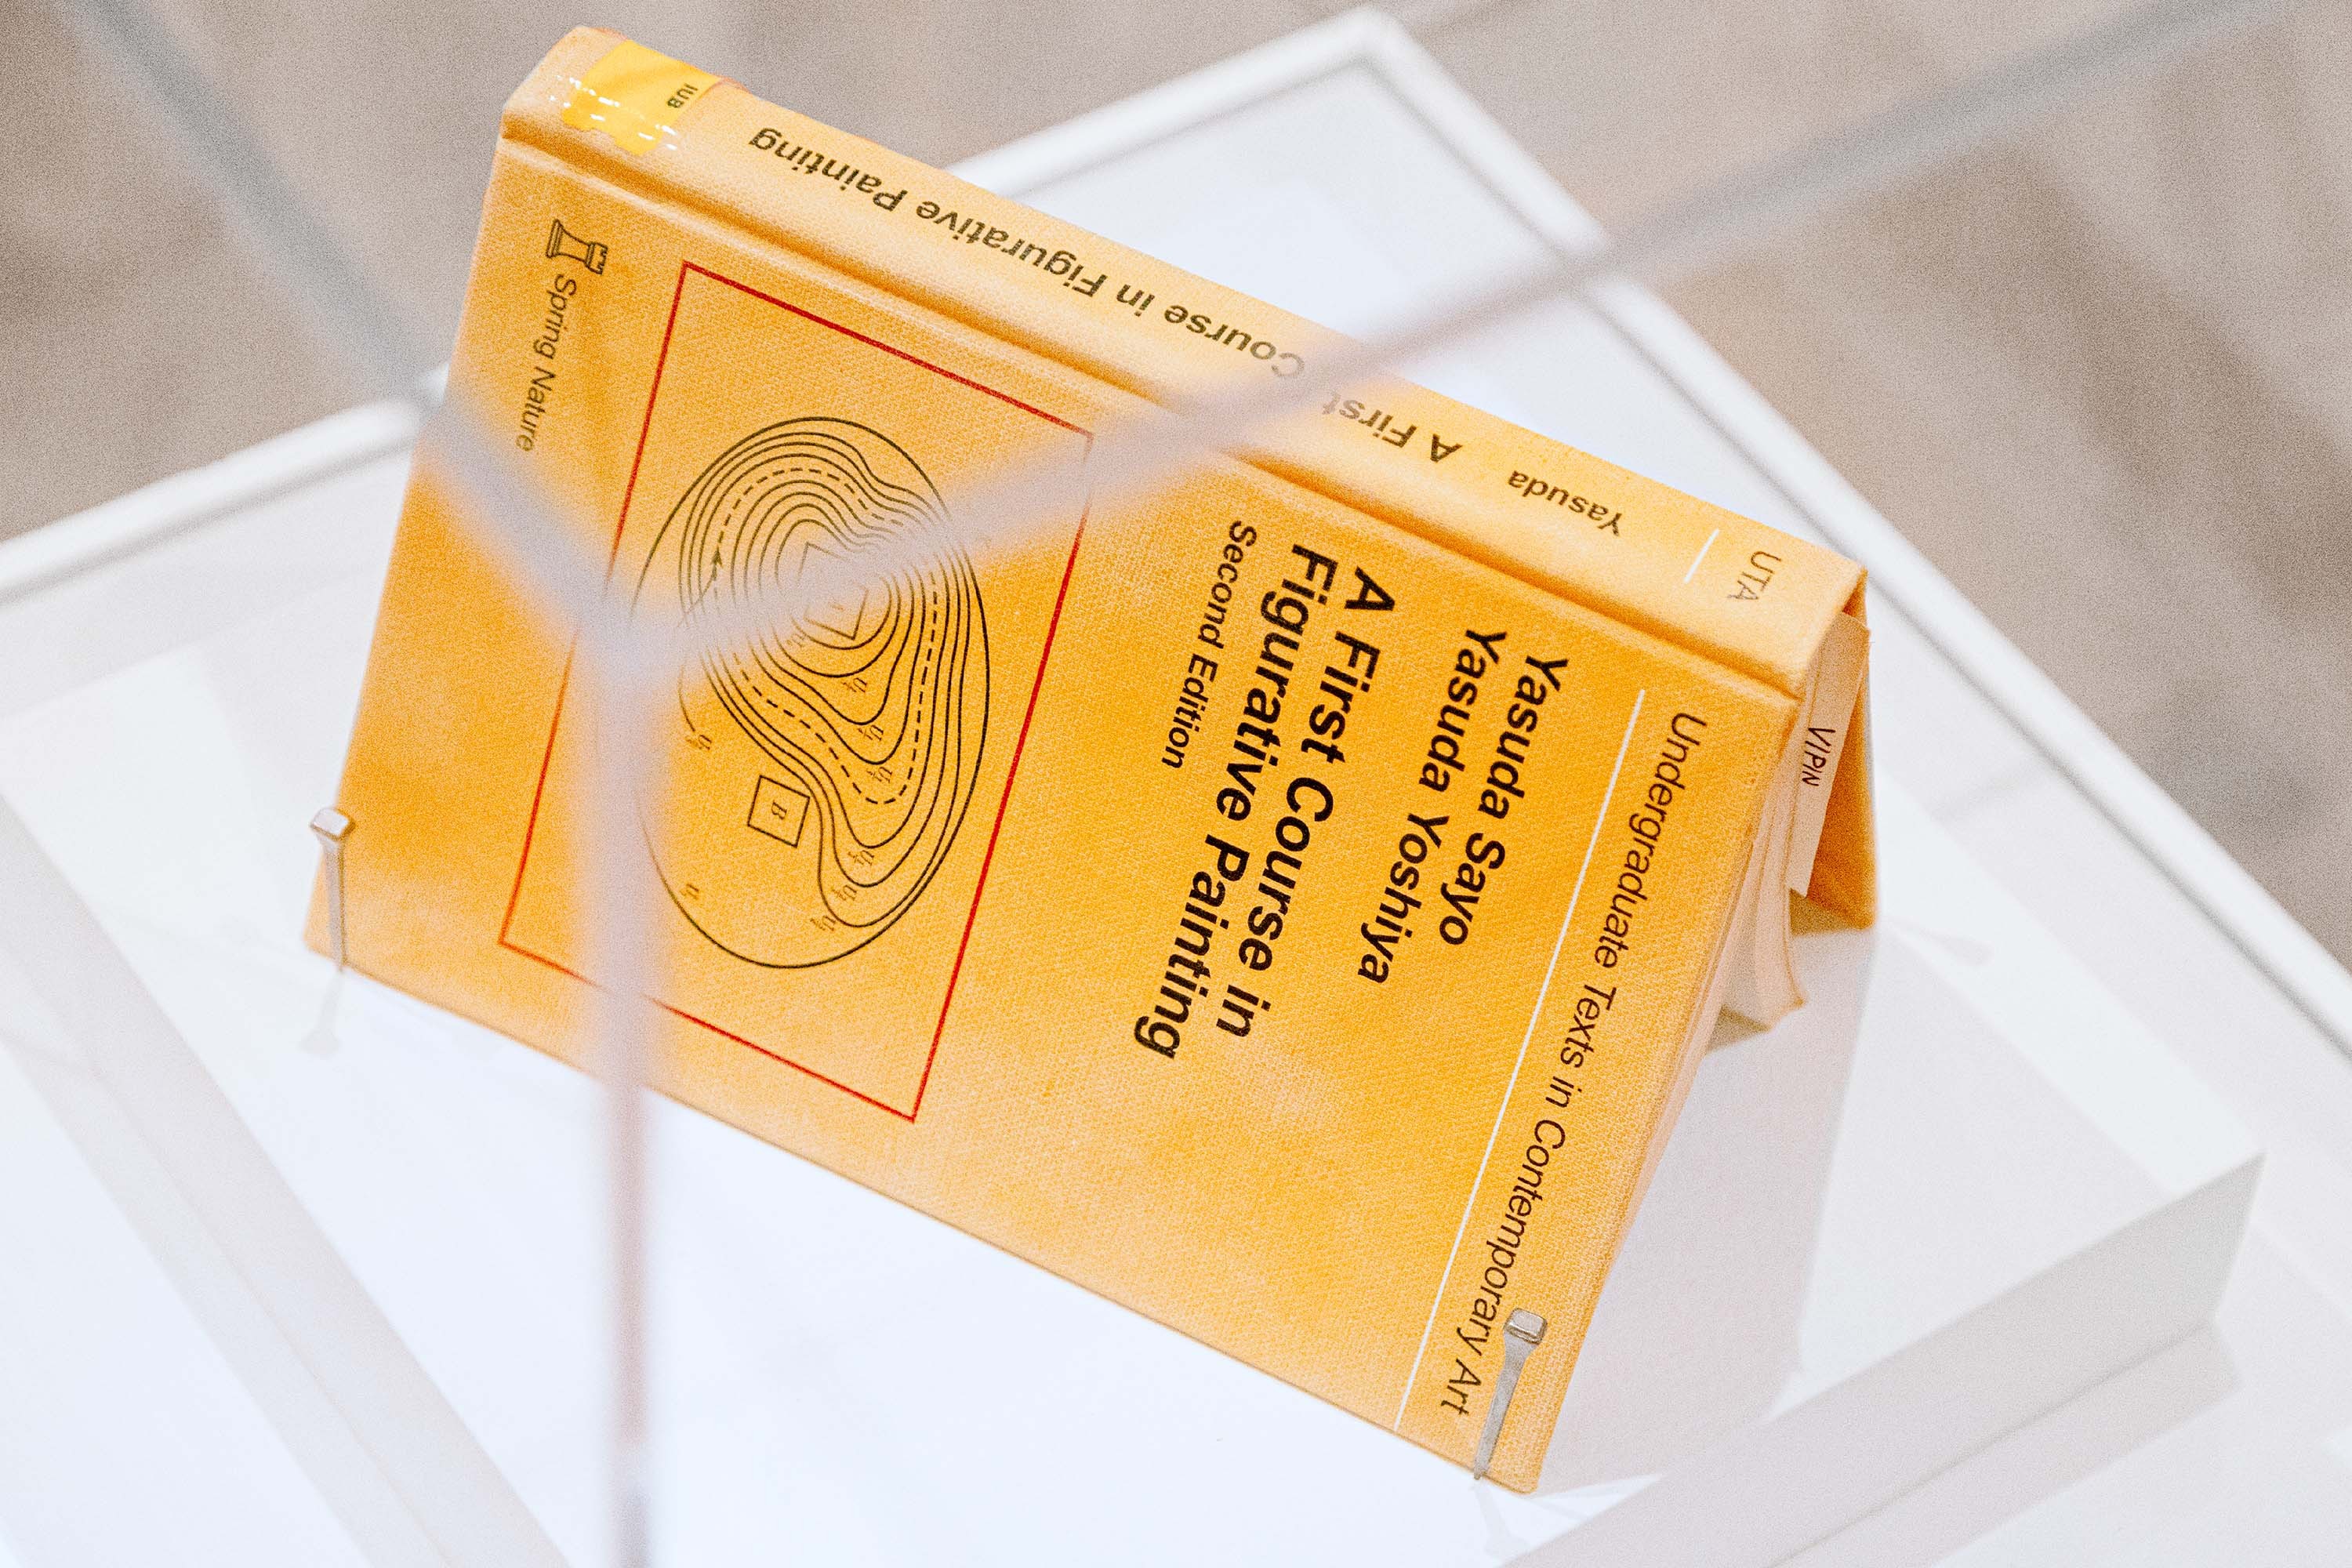 Undergraduate Texts in Contemporary Art
Yasuda Sayo
Yasuda Yoshiya
A First Course in
Figurative Painting
Second Edition
B
Spring Nature
UTA
Yasuda
A First Course in Figurative Painting
IUB
VIPIN